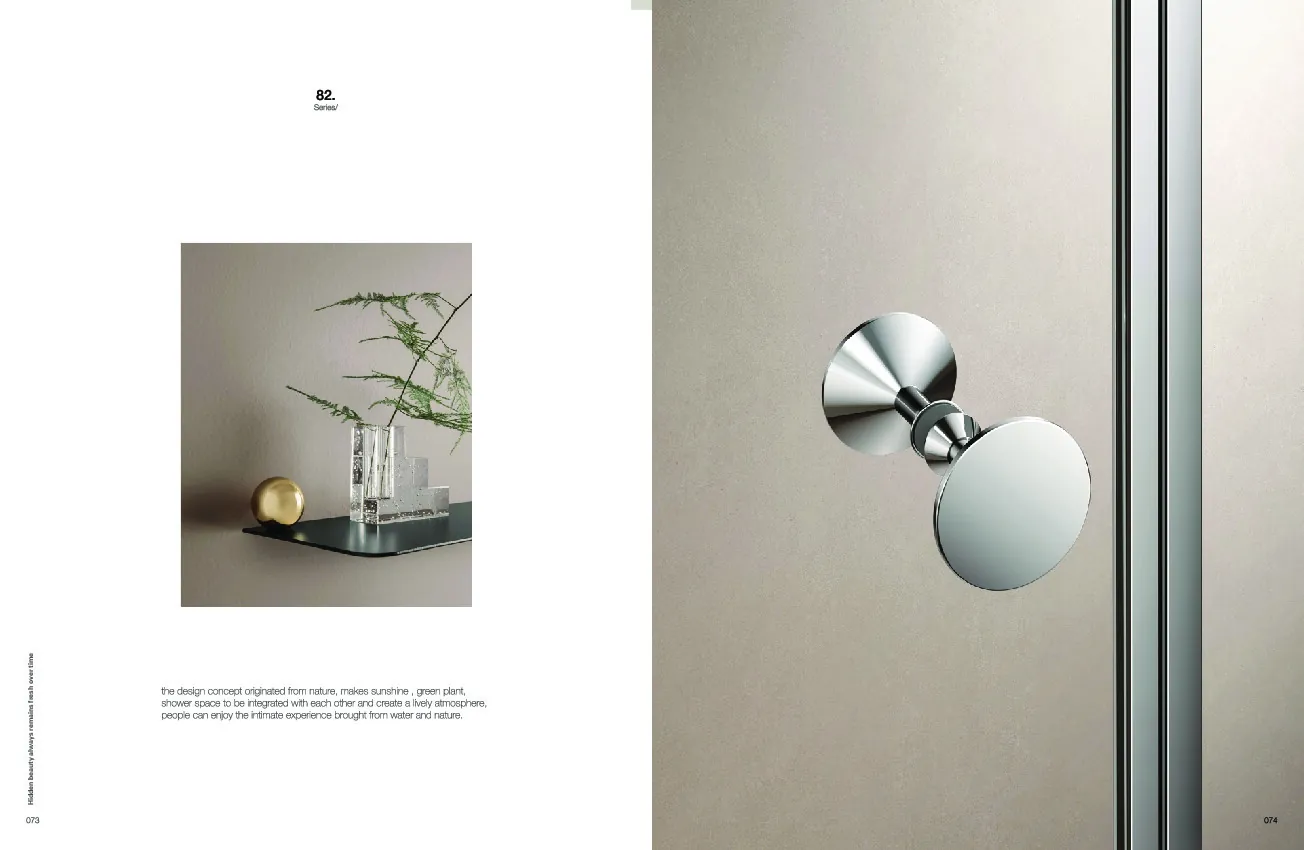 82.
Series/
the design concept originated from nature, makes sunshine , green plant,
shower space to be integrated with each other and create a lively atmosphere,
people can enjoy the intimate experience brought from water and nature.
Hidden beauty always remains fresh over time
073
074